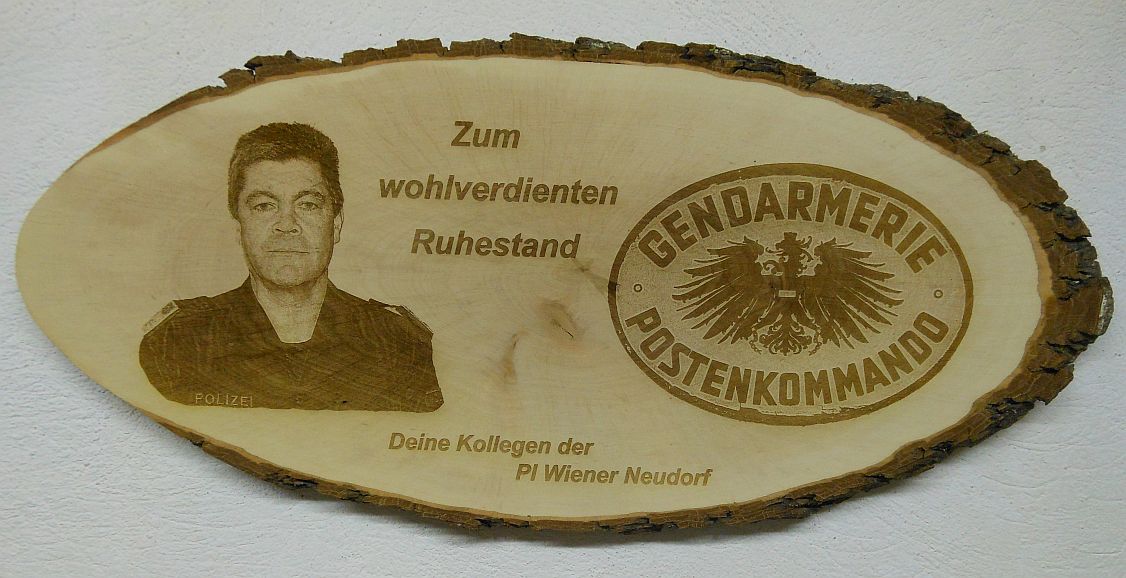 Zum
wohlverdienten
Ruhestand
GENDARMERIE
POSTENKOMMANDO
POLIZEI
Deine Kollegen der
PI Wiener Neudorf